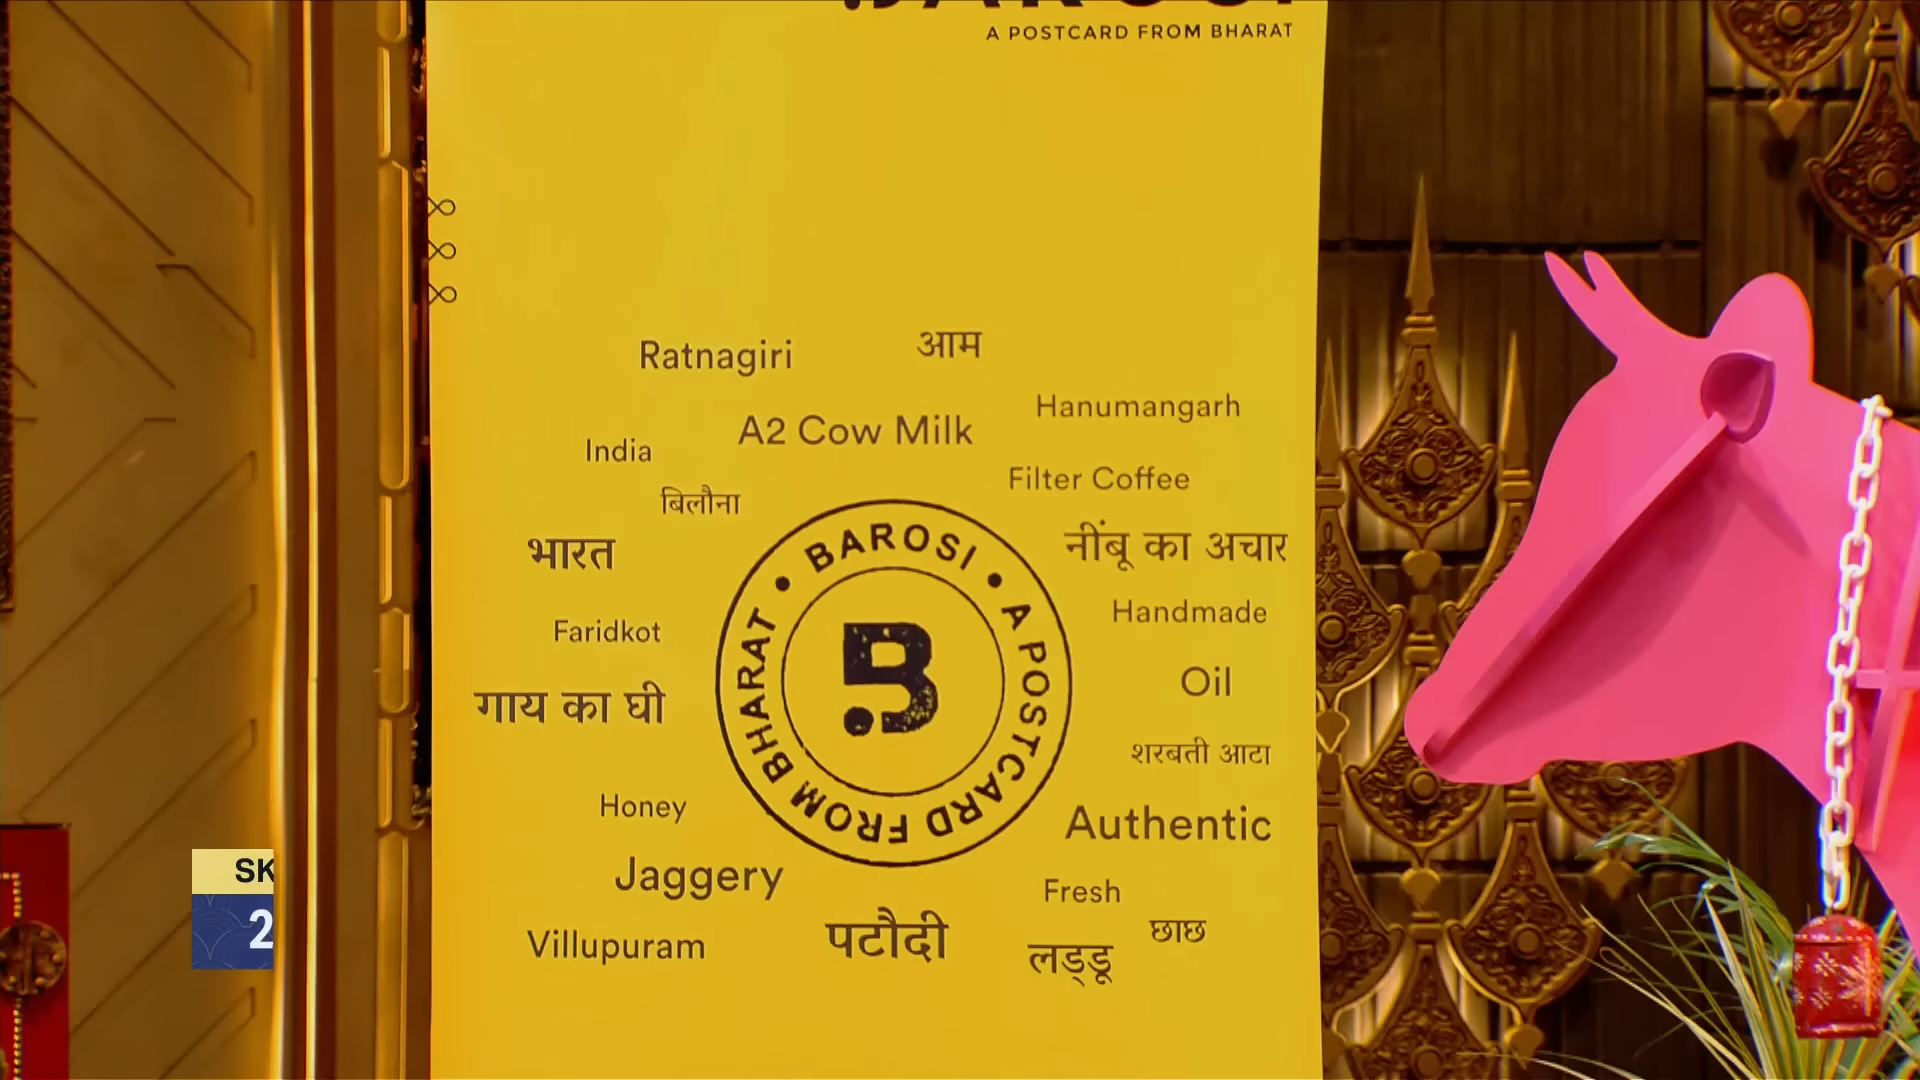 BAROSI
A POSTCARD FROM BHARAT
Ratnagiri
आम
Hanumangarh
A2 Cow Milk
India
Filter Coffee
बिलौना
नींबू का अचार
भारत
BAROSI • A POSTCARD FROM BHARAT •
B
Handmade
Faridkot
Oil
गाय का घी
शरबती आटा
Honey
Authentic
Jaggery
Fresh
छाछ
Villupuram
पटौदी
लड्डू
SK
2